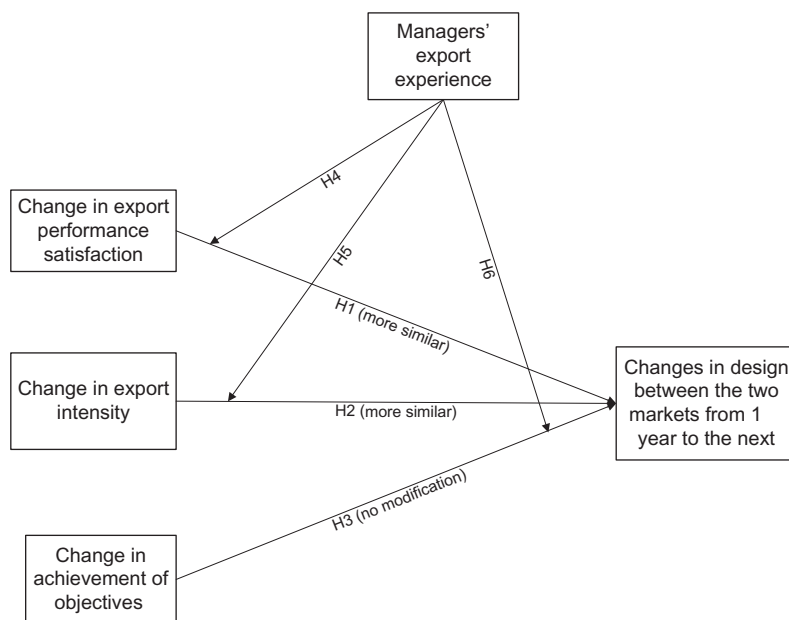 Managers’
export
experience
H4
Change in export
performance
satisfaction
H5
H6
H1 (more similar)
Change in export
intensity
H2 (more similar)
Changes in design
between the two
markets from 1
year to the next
H3 (no modification)
Change in
achievement of
objectives